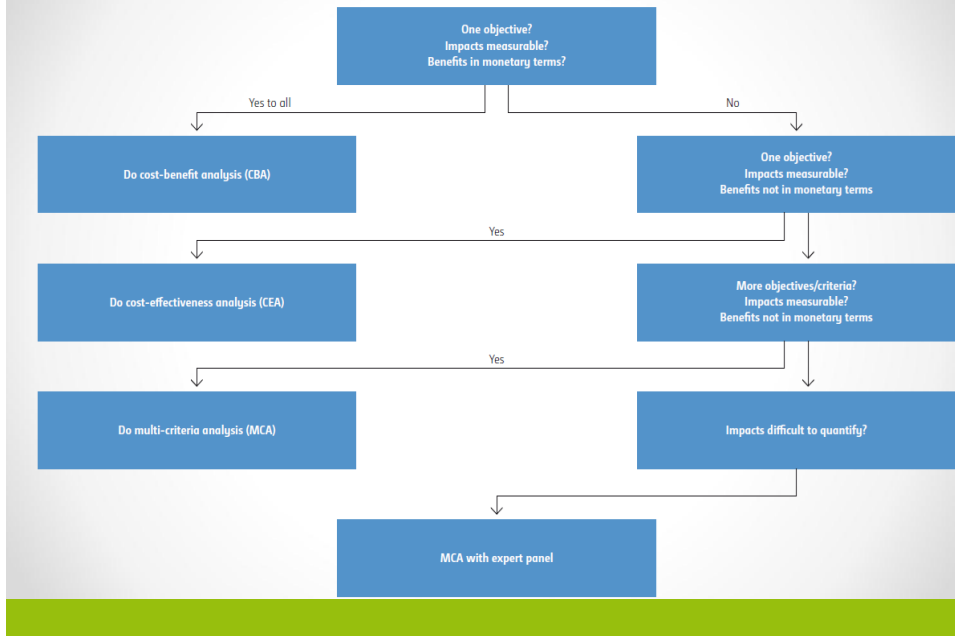 One objective?
Impacts measurable?
Benefits in monetary terms?
Yes to all
No
Do cost-benefit analysis (CBA)
One objective?
Impacts measurable?
Benefits not in monetary terms
Yes
Do cost-effectiveness analysis (CEA)
More objectives/criteria?
Impacts measurable?
Benefits not in monetary terms
Yes
Do multi-criteria analysis (MCA)
Impacts difficult to quantify?
MCA with expert panel